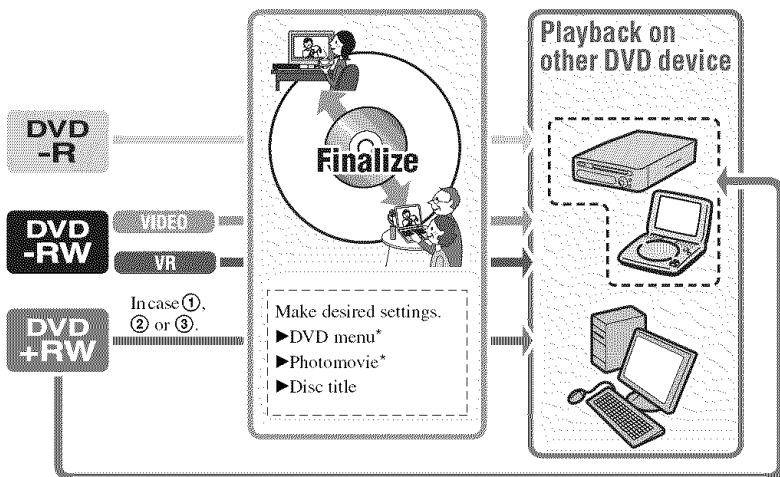 Playback on
other DVD device
DVD
-R
Finalize
DVD
-RW
VIDEO
VR
DVD
+RW
In case ①,
② or ③.
Make desired settings.
▶DVD menu*
▶Photomovie*
▶Disc title